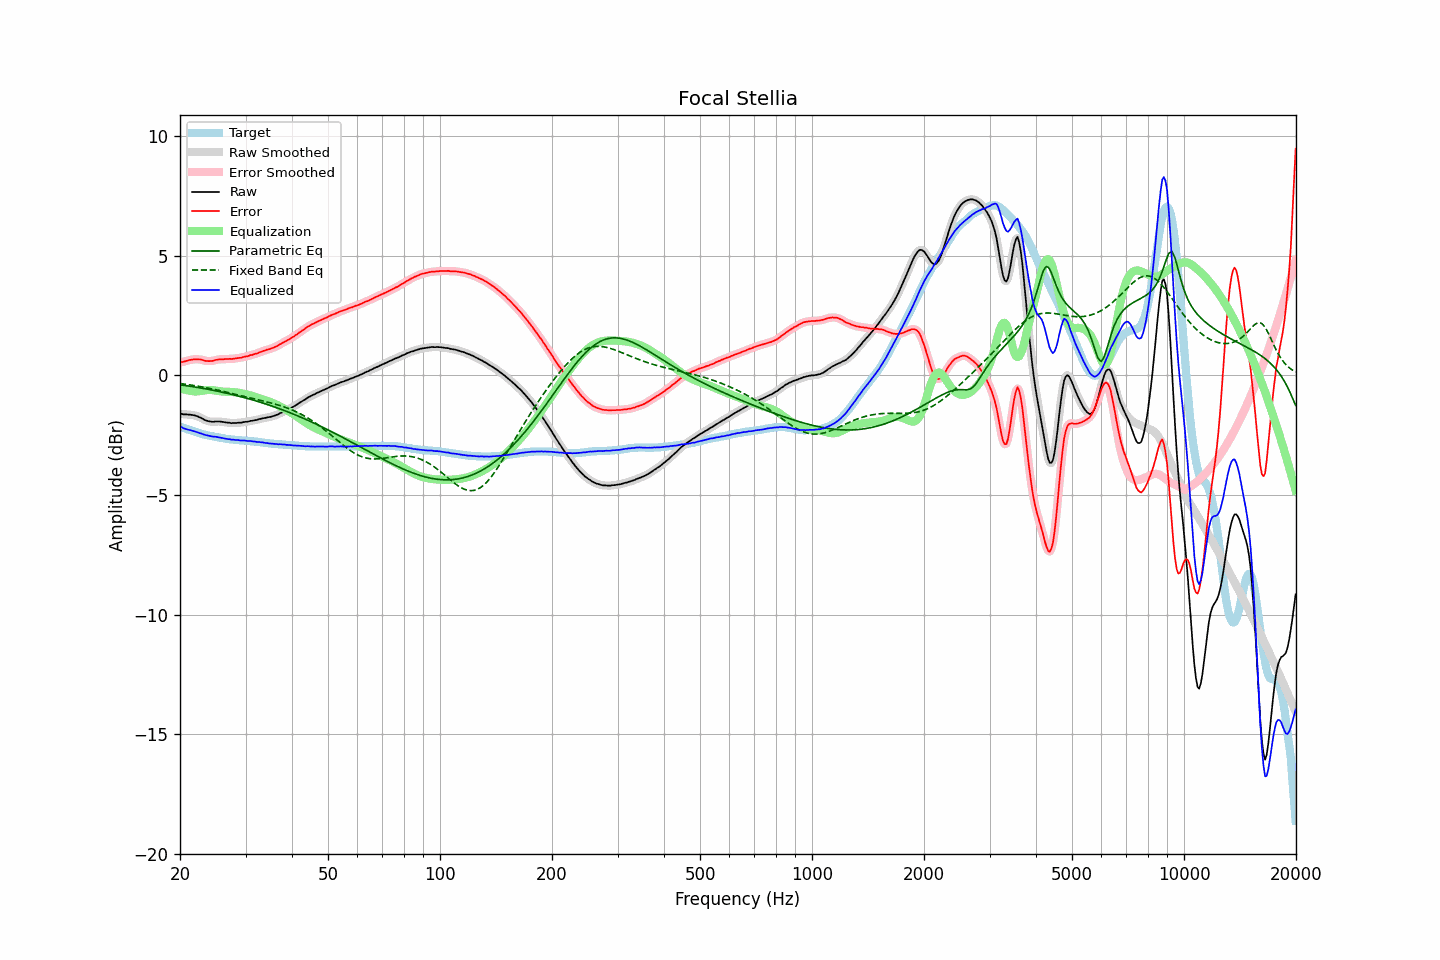 Focal Stellia
Target
Raw Smoothed
Error Smoothed
Raw
Error
Equalization
Parametric Eq
Fixed Band Eq
Equalized
10
5
0
−5
−10
−15
−20
Amplitude (dBr)
20 50 100 200 500 1000 2000 5000 10000 20000
Frequency (Hz)